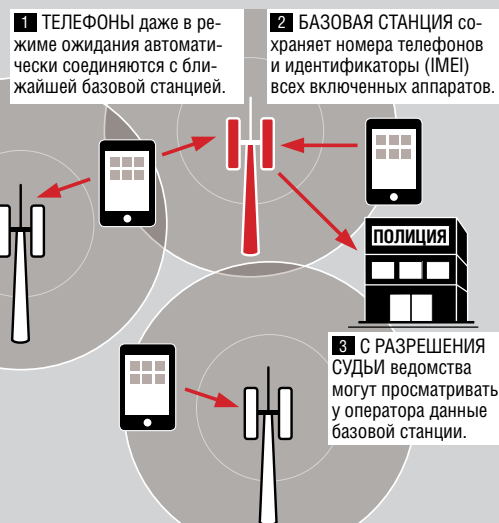 1 ТЕЛЕФОНЫ даже в ре-
жиме ожидания автомати-
чески соединяются с бли-
жайшей базовой станцией.
2 БАЗОВАЯ СТАНЦИЯ со-
храняет номера телефонов
и идентификаторы (IMEI)
всех включенных аппаратов.
ПОЛИЦИЯ
3 С РАЗРЕШЕНИЯ
СУДЬИ ведомства
могут просматривать
у оператора данные
базовой станции.